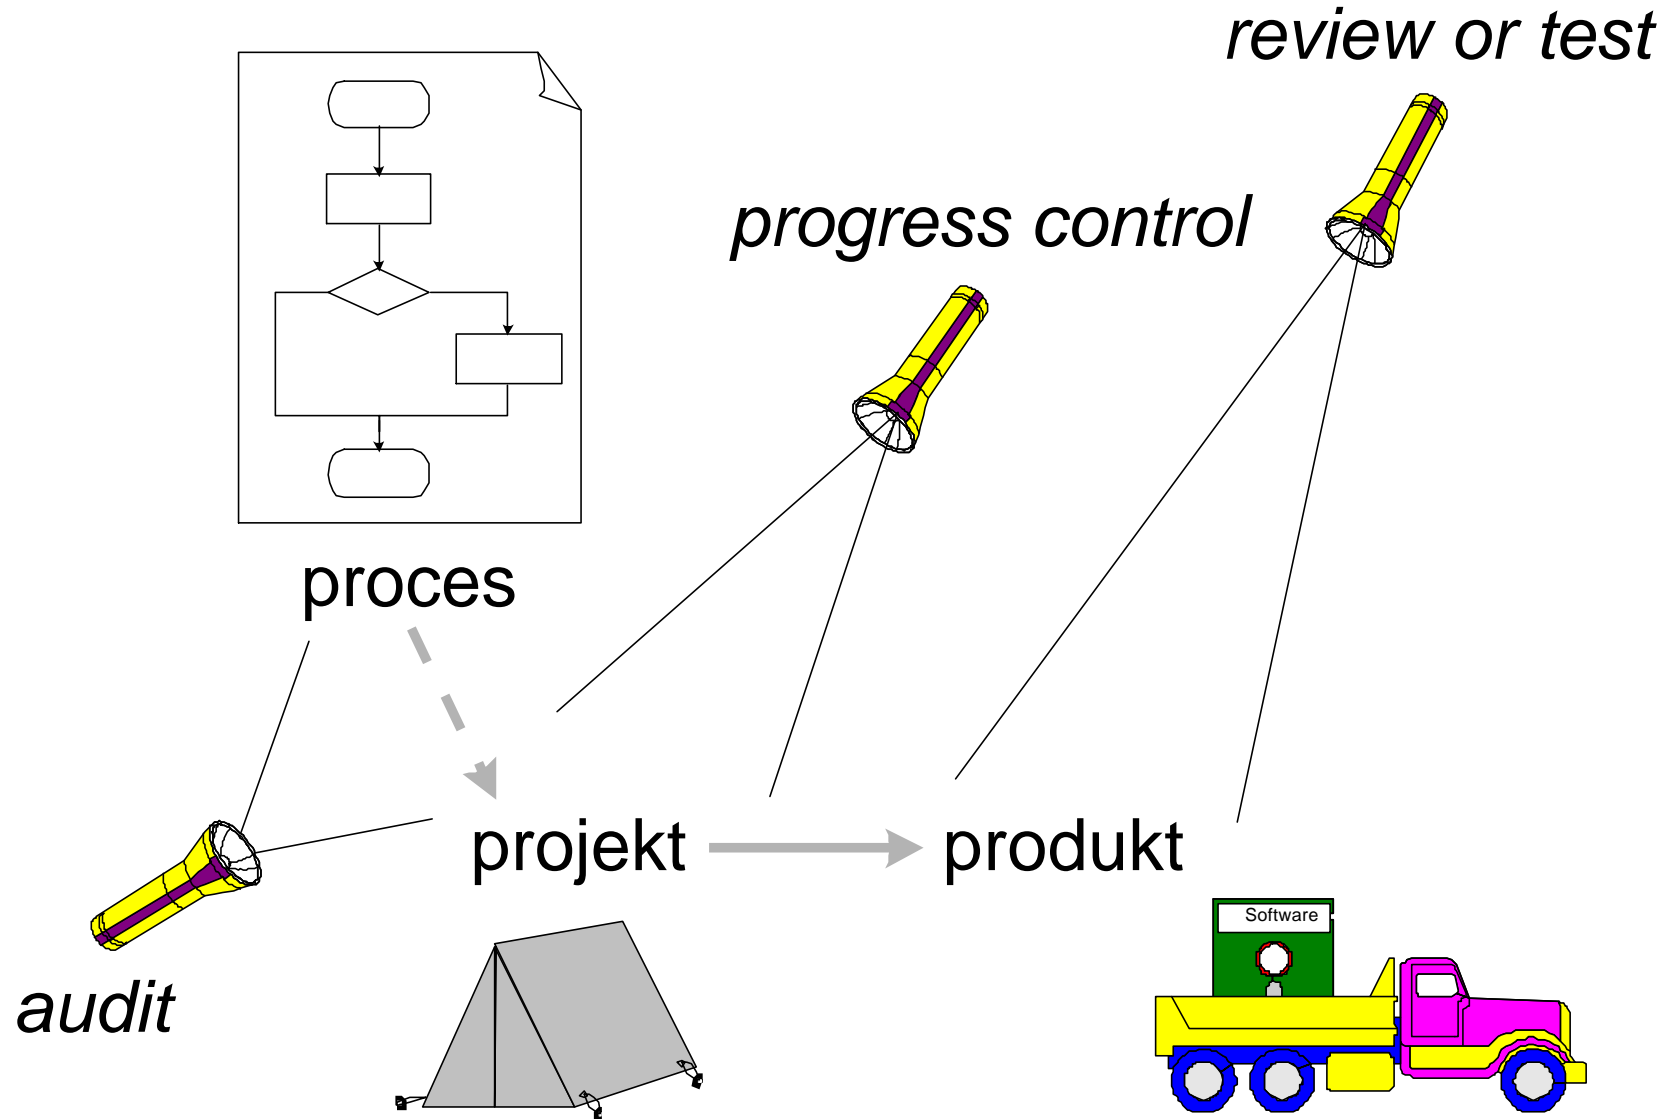 review or test
progress control
proces
projekt
produkt
Software
audit